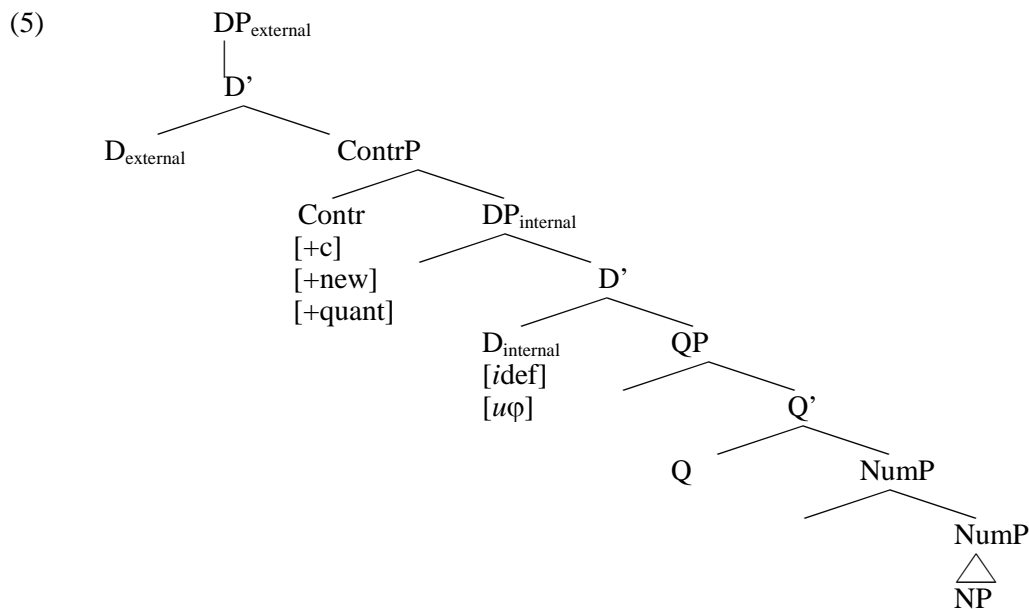 (5)
DPexternal
D’
Dexternal ContrP
Contr DPinternal
[+c]
[+new] D’
[+quant]
Dinternal QP
[idef]
[uφ] Q’
Q NumP
NumP
NP